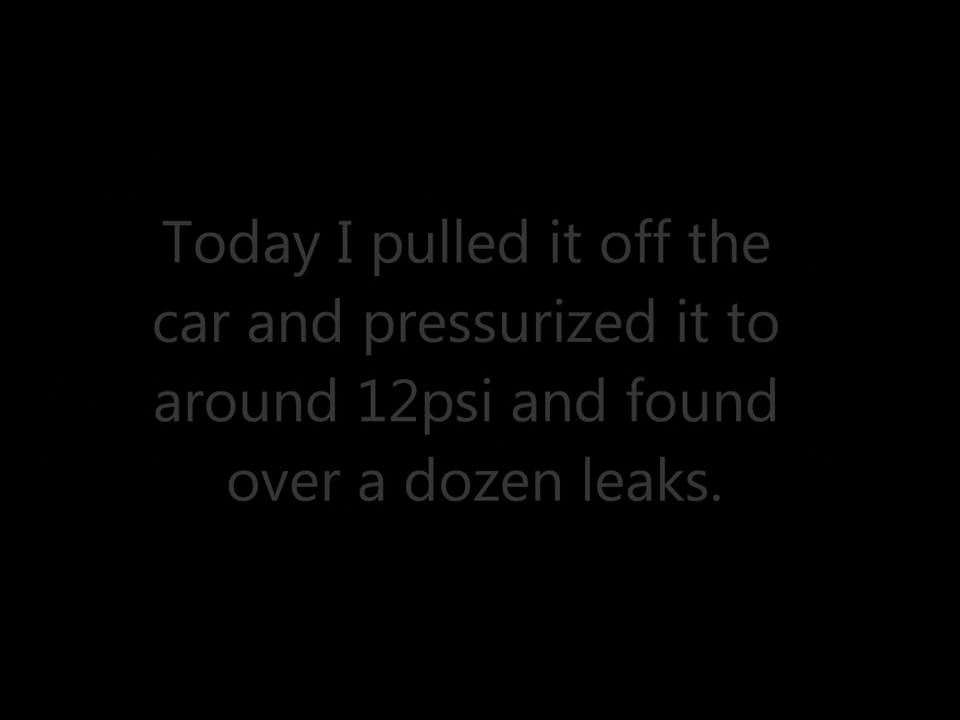 Today I pulled it off the
car and pressurized it to
around 12psi and found
over a dozen leaks.